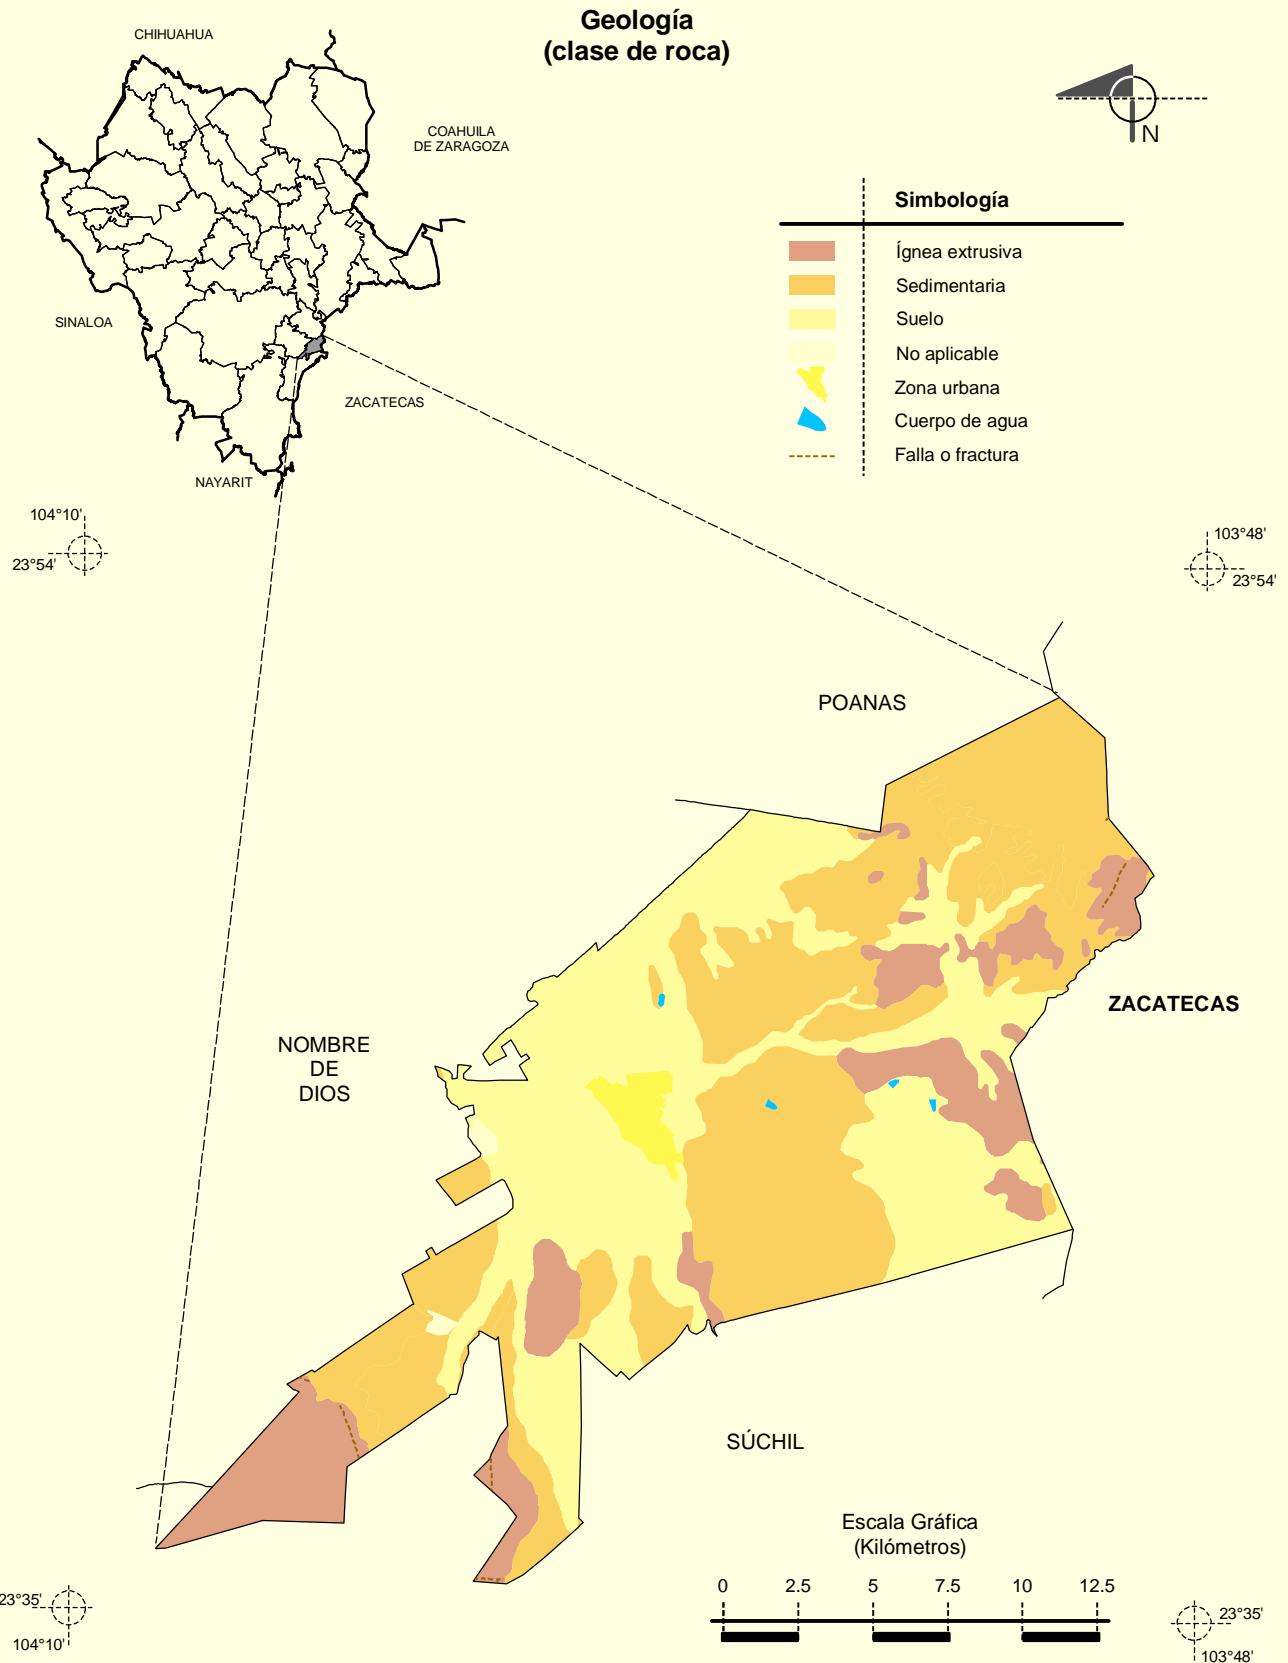 Geología
(clase de roca)
CHIHUAHUA
COAHUILA
DE ZARAGOZA
SINALOA
ZACATECAS
NAYARIT
N
Simbología
Ígnea extrusiva
Sedimentaria
Suelo
No aplicable
Zona urbana
Cuerpo de agua
Falla o fractura
104°10'
23°54'
103°48'
23°54'
POANAS
ZACATECAS
NOMBRE
DE
DIOS
SÚCHIL
Escala Gráfica
(Kilómetros)
0 2.5 5 7.5 10 12.5
23°35'
104°10'
23°35'
103°48'